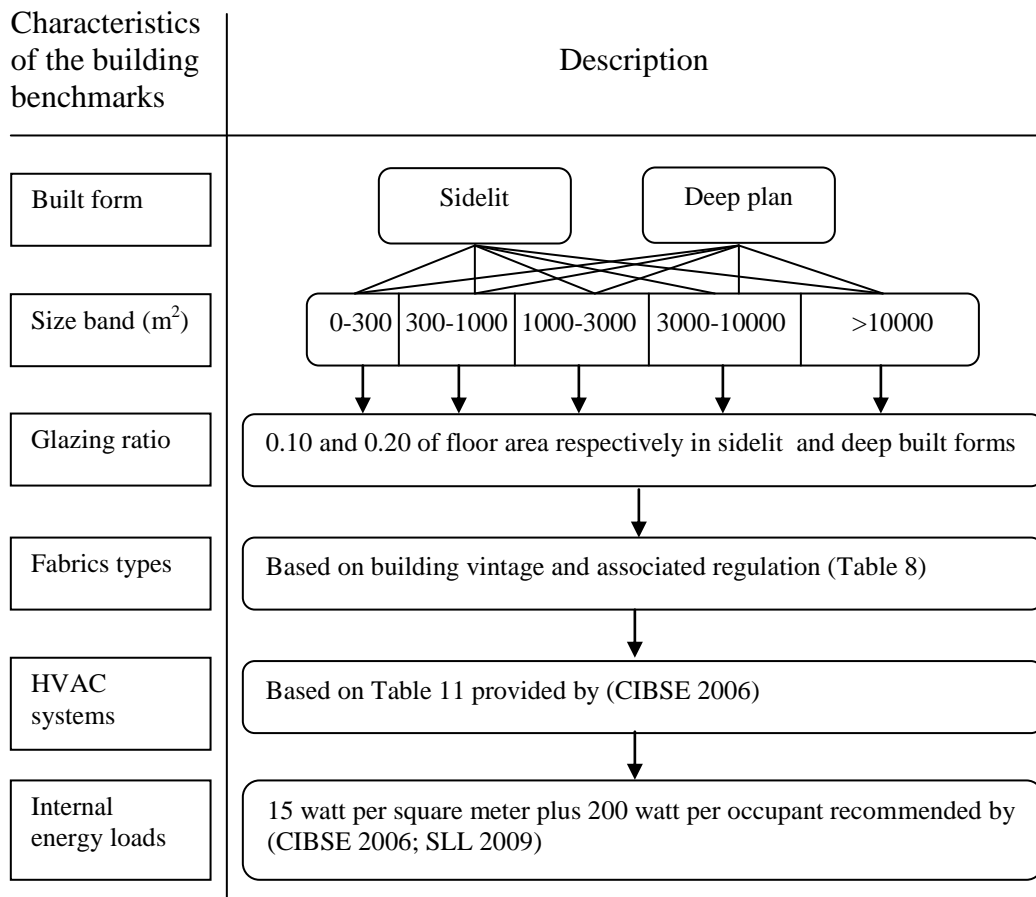 Characteristics
of the building
benchmarks
Description
Built form
Sidelit
Deep plan
Size band (m²)
0-300
300-1000
1000-3000
3000-10000
>10000
Glazing ratio
0.10 and 0.20 of floor area respectively in sidelit and deep built forms
Fabrics types
Based on building vintage and associated regulation (Table 8)
HVAC
systems
Based on Table 11 provided by (CIBSE 2006)
Internal
energy loads
15 watt per square meter plus 200 watt per occupant recommended by
(CIBSE 2006; SLL 2009)